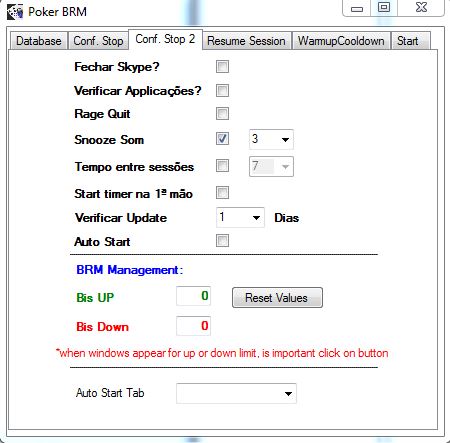 Poker BRM
Database Conf. Stop Conf. Stop 2 Resume Session WarmupCooldown Start
Fechar Skype?
Verificar Applicações?
Rage Quit
Snooze Som 3
Tempo entre sessões 7
Start timer na 1ª mão
Verificar Update 1 Dias
Auto Start
BRM Management:
Bis UP 0 Reset Values
Bis Down 0
*when windows appear for up or down limit, is important click on button
Auto Start Tab